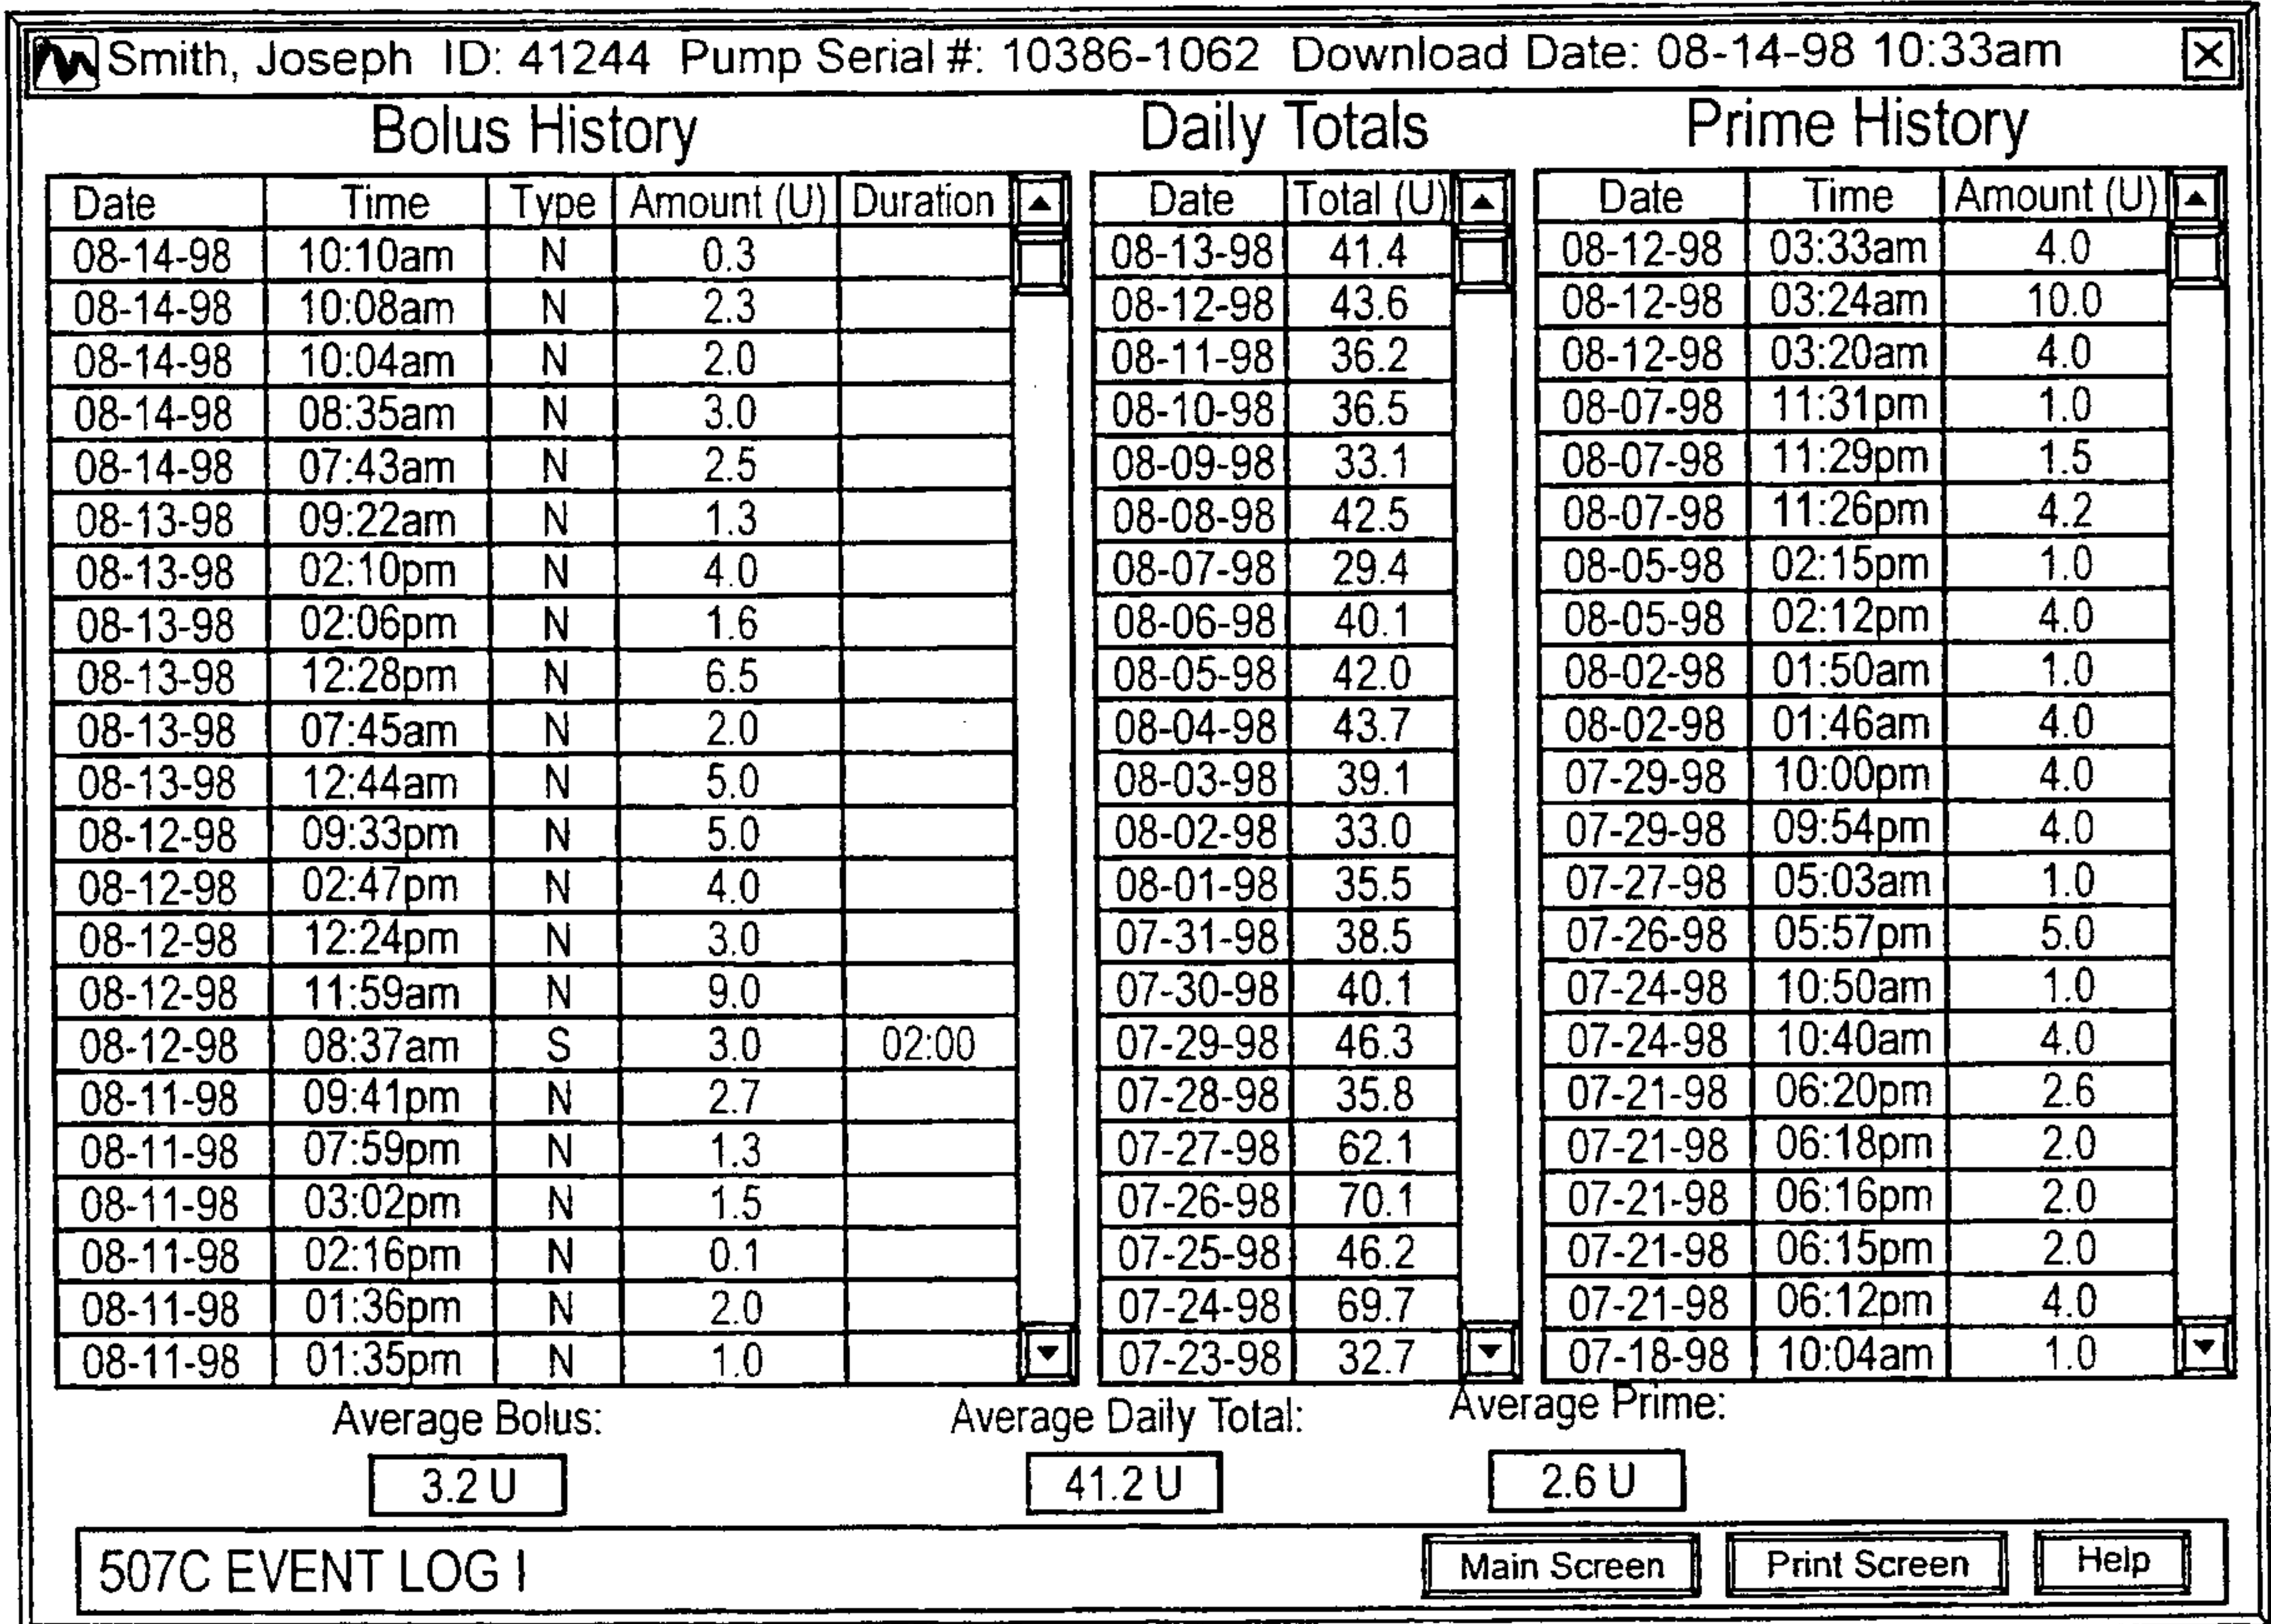 Smith, Joseph ID: 41244 Pump Serial #: 10386-1062 Download Date: 08-14-98 10:33am
Bolus History Daily Totals Prime History
Date Time Type Amount (U) Duration Date Total (U) Date Time Amount (U)
08-14-98 10:10am N 0.3 08-13-98 41.4 08-12-98 03:33am 4.0
08-14-98 10:08am N 2.3 08-12-98 43.6 08-12-98 03:24am 10.0
08-14-98 10:04am N 2.0 08-11-98 36.2 08-12-98 03:20am 4.0
08-14-98 08:35am N 3.0 08-10-98 36.5 08-07-98 11:31pm 1.0
08-14-98 07:43am N 2.5 08-09-98 33.1 08-07-98 11:29pm 1.5
08-13-98 09:22am N 1.3 08-08-98 42.5 08-07-98 11:26pm 4.2
08-13-98 02:10pm N 4.0 08-07-98 29.4 08-05-98 02:15pm 1.0
08-13-98 02:06pm N 1.6 08-06-98 40.1 08-05-98 02:12pm 4.0
08-13-98 12:28pm N 6.5 08-05-98 42.0 08-02-98 01:50am 1.0
08-13-98 07:45am N 2.0 08-04-98 43.7 08-02-98 01:46am 4.0
08-13-98 12:44am N 5.0 08-03-98 39.1 07-29-98 10:00pm 4.0
08-12-98 09:33pm N 5.0 08-02-98 33.0 07-29-98 09:54pm 4.0
08-12-98 02:47pm N 4.0 08-01-98 35.5 07-27-98 05:03am 1.0
08-12-98 12:24pm N 3.0 07-31-98 38.5 07-26-98 05:57pm 5.0
08-12-98 11:59am N 9.0 07-30-98 40.1 07-24-98 10:50am 1.0
08-12-98 08:37am S 3.0 02:00 07-29-98 46.3 07-24-98 10:40am 4.0
08-11-98 09:41pm N 2.7 07-28-98 35.8 07-21-98 06:20pm 2.6
08-11-98 07:59pm N 1.3 07-27-98 62.1 07-21-98 06:18pm 2.0
08-11-98 03:02pm N 1.5 07-26-98 70.1 07-21-98 06:16pm 2.0
08-11-98 02:16pm N 0.1 07-25-98 46.2 07-21-98 06:15pm 2.0
08-11-98 01:36pm N 2.0 07-24-98 69.7 07-21-98 06:12pm 4.0
08-11-98 01:35pm N 1.0 07-23-98 32.7 07-18-98 10:04am 1.0
Average Bolus: Average Daily Total: Average Prime:
3.2 U 41.2 U 2.6 U
507C EVENT LOG I Main Screen Print Screen Help